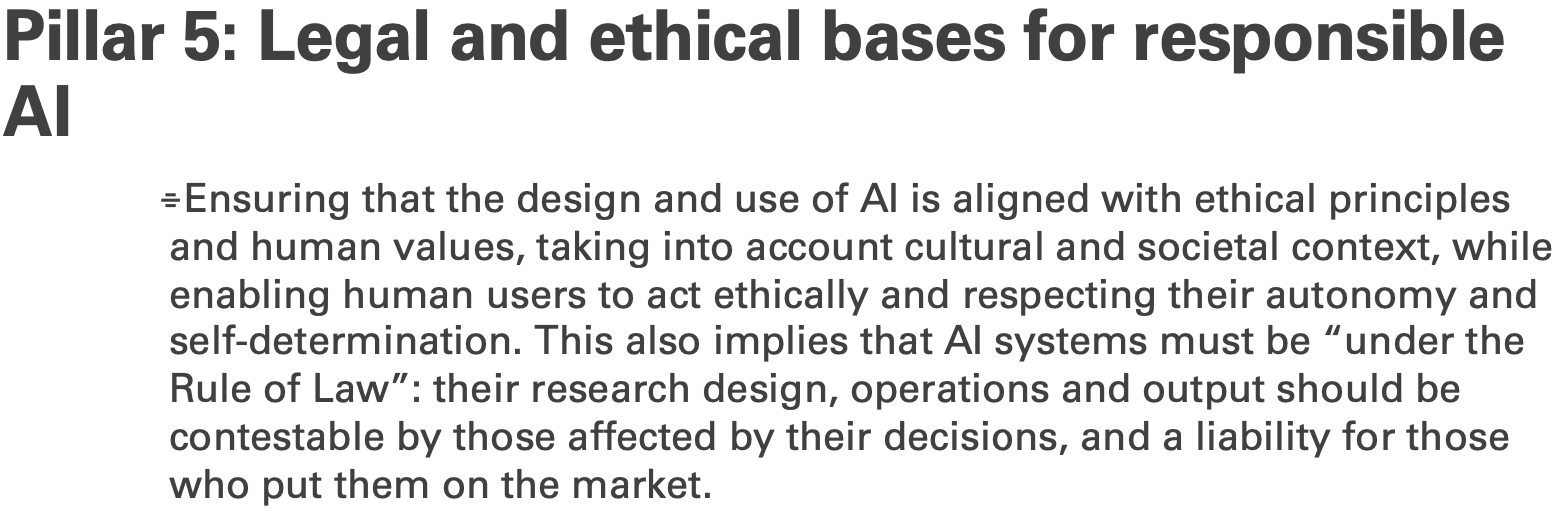 Pillar 5: Legal and ethical bases for responsible
AI
Ensuring that the design and use of AI is aligned with ethical principles
and human values, taking into account cultural and societal context, while
enabling human users to act ethically and respecting their autonomy and
self-determination. This also implies that AI systems must be “under the
Rule of Law”: their research design, operations and output should be
contestable by those affected by their decisions, and a liability for those
who put them on the market.